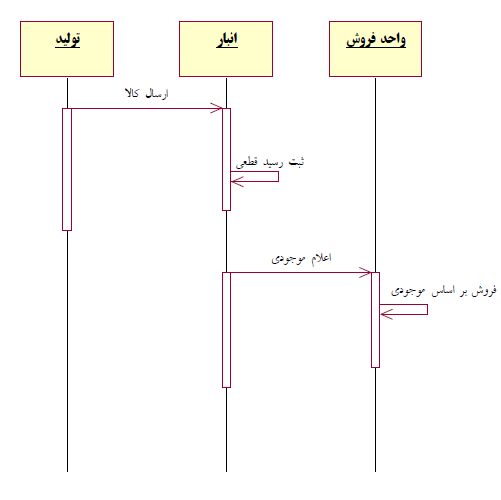 تولید
انبار
واحد فروش
ارسال کالا
ثبت رسید قطعی
اعلام موجودی
فروش بر اساس موجودی